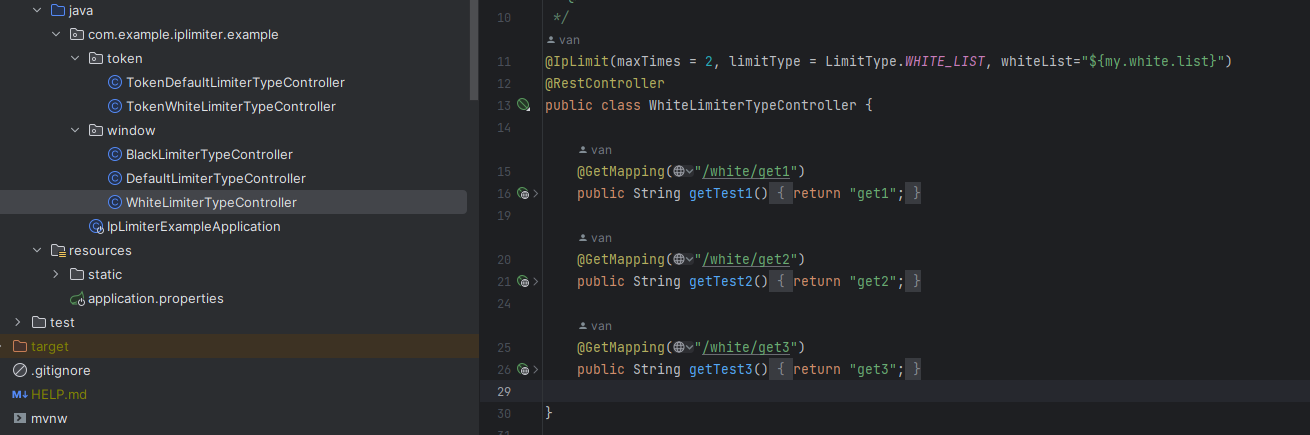 java
com.example.iplimiter.example
token
TokenDefaultLimiterTypeController
TokenWhiteLimiterTypeController
window
BlackLimiterTypeController
DefaultLimiterTypeController
WhiteLimiterTypeController
IpLimiterExampleApplication
resources
static
application.properties
test
target
.gitignore
HELP.md
mvnw
10 */
van
11 @IpLimit(maxTimes = 2, limitType = LimitType.WHITE_LIST, whiteList="${my.white.list}")
12 @RestController
13 public class WhiteLimiterTypeController {
14
van
15 @GetMapping("/white/get1")
16 public String getTest1() { return "get1"; }
19
van
20 @GetMapping("/white/get2")
21 public String getTest2() { return "get2"; }
24
van
25 @GetMapping("/white/get3")
26 public String getTest3() { return "get3"; }
29
30 }